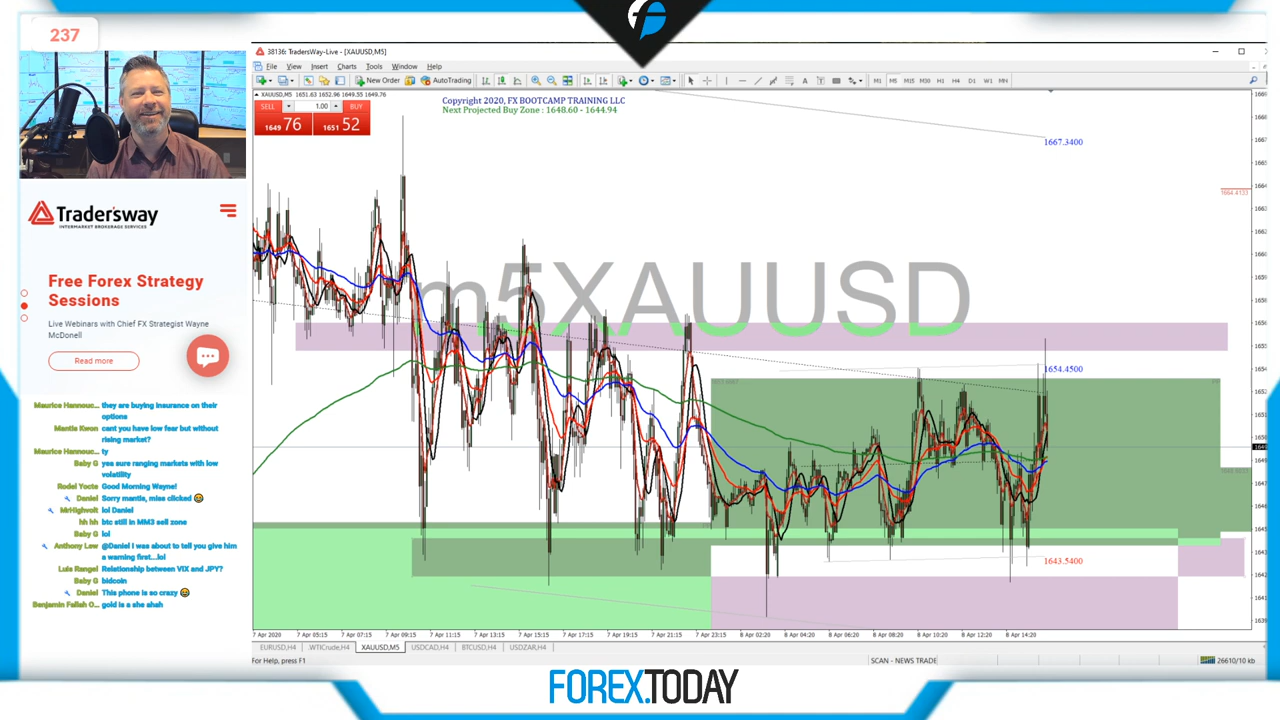 237
38136: TradersWay-Live - [XAUUSD,M5]
File View Insert Charts Tools Window Help
New Order AutoTrading M1 M5 M15 M30 H1 H4 D1 W1 MN
XAUUSD,M5 1651.63 1652.96 1649.55 1649.76
SELL 1.00 BUY
1649 76 1651 52
Copyright 2020, FX BOOTCAMP TRAINING LLC
Next Projected Buy Zone : 1648.60 - 1644.94
1667.3400
1664.4133
m5XAUUSD
1654.4500
1643.5400
Tradersway
INTERMARKET BROKERAGE SERVICES
Free Forex Strategy
Sessions
Live Webinars with Chief FX Strategist Wayne
McDonell
Read more
Maurice Hannouc... they are buying insurance on their
options
Mantis Kwon cant you have low fear but without
rising market?
Maurice Hannouc... ty
Baby G yea sure ranging markets with low
volatility
Rodel Yocte Good Morning Wayne!
Daniel Sorry mantis, miss clicked 😆
MrHighvolt lol Daniel
hh hh btc still in MM3 sell zone
Baby G lol
Anthony Law @Daniel I was about to tell you give him
a warning first...lol
Luis Rangel Relationship between VIX and JPY?
Baby G bidcoin
Daniel This phone is so crazy 😆
Benjamin Fallah O... gold is a she shah
7 Apr 2020 7 Apr 05:15 7 Apr 07:15 7 Apr 09:15 7 Apr 11:15 7 Apr 13:15 7 Apr 15:15 7 Apr 17:15 7 Apr 19:15 7 Apr 21:15 7 Apr 23:15 8 Apr 02:20 8 Apr 04:20 8 Apr 06:20 8 Apr 08:20 8 Apr 10:20 8 Apr 12:20 8 Apr 14:20
EURUSD,H4 .WTICrude,H4 XAUUSD,M5 USDCAD,H4 BTCUSD,H4 USDZAR,H4
For Help, press F1 SCAN - NEWS TRADE 26610/10 kb
FOREX.TODAY